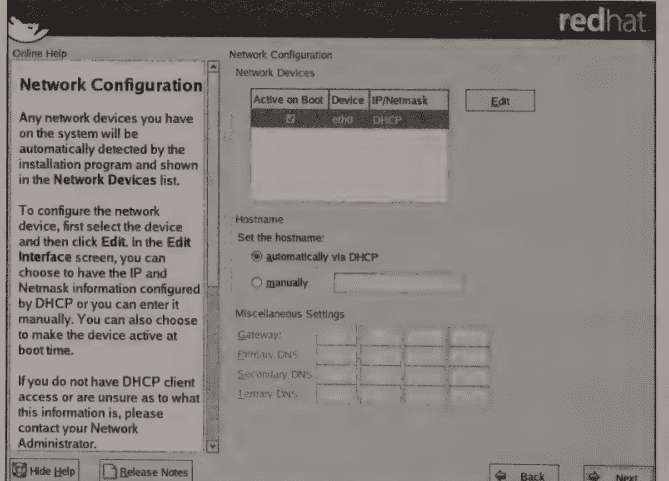 redhat
Online Help
Network Configuration
Any network devices you have
on the system will be
automatically detected by the
installation program and shown
in the Network Devices list.
To configure the network
device, first select the device
and then click Edit. In the Edit
Interface screen, you can
choose to have the IP and
Netmask information configured
by DHCP or you can enter it
manually. You can also choose
to make the device active at
boot time.
If you do not have DHCP client
access or are unsure as to what
this information is, please
contact your Network
Administrator.
Hide Help
Release Notes
Network Configuration
Network Devices
Active on Boot Device IP/Netmask
eth0 DHCP
Edit
Hostname
Set the hostname:
automatically via DHCP
manually
Miscellaneous Settings
Gateway:
Primary DNS
Secondary DNS
Tertiary DNS
Back
Next